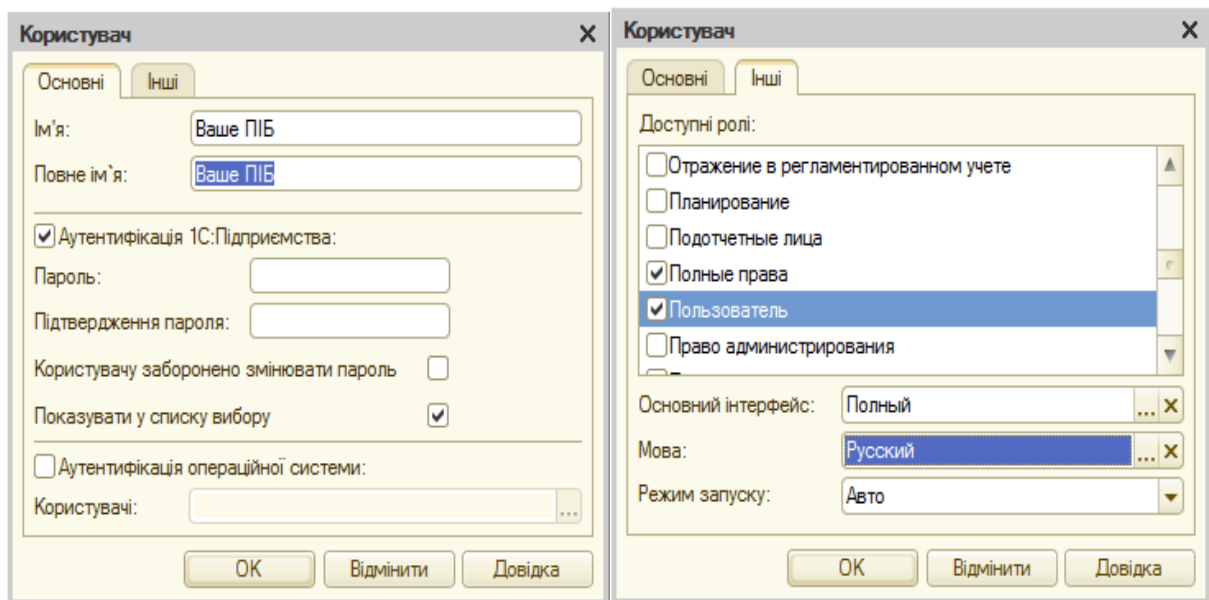 Користувач
Основні
Інші
Ім'я:
Ваше ПІБ
Повне ім`я:
Ваше ПІБ
Аутентифікація 1С:Підприємства:
Пароль:
Підтвердження пароля:
Користувачу заборонено змінювати пароль
Показувати у списку вибору
Аутентифікація операційної системи:
Користувачі:
...
OK
Відмінити
Довідка
Користувач
Основні
Інші
Доступні ролі:
Отражение в регламентированном учете
Планирование
Подотчетные лица
Полные права
Пользователь
Право администрирования
Основний інтерфейс:
Полный
...
Мова:
Русский
...
Режим запуску:
Авто
OK
Відмінити
Довідка